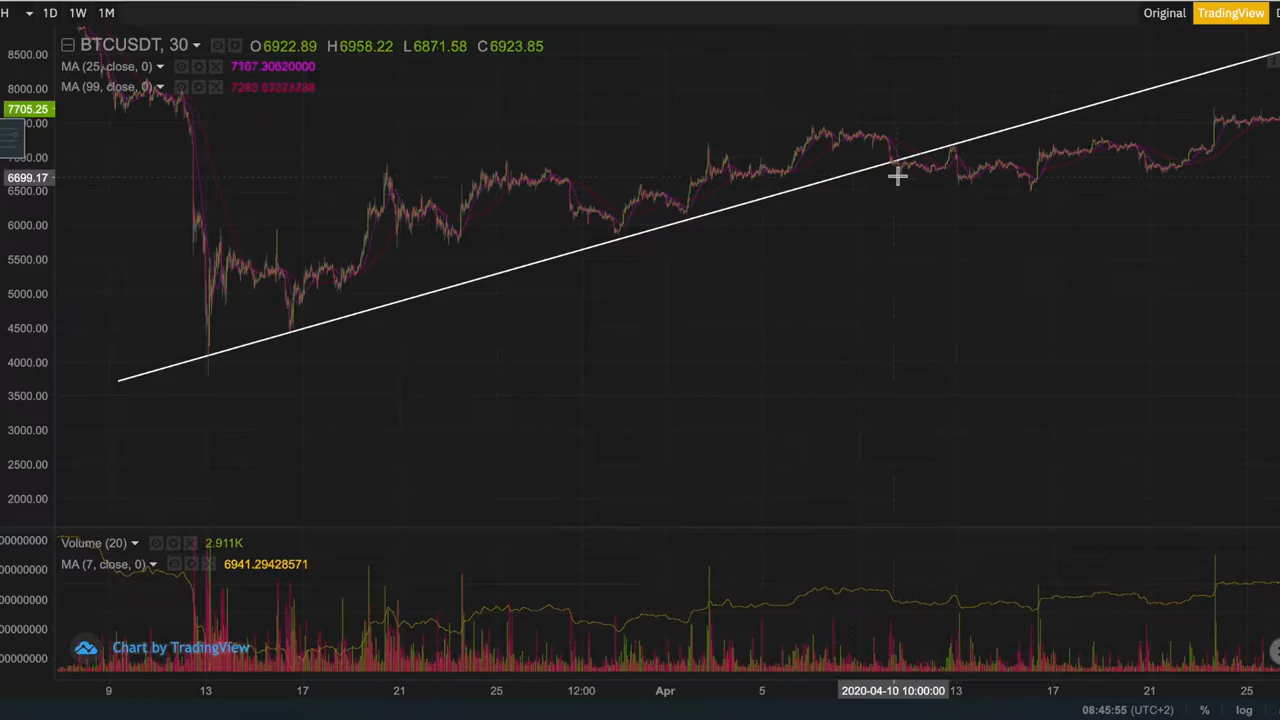 H 1D 1W 1M Original TradingView
BTCUSDT, 30 O6922.89 H6958.22 L6871.58 C6923.85
MA (25, close, 0) 7167.30620000
MA (99, close, 0)
8500.00
8000.00
7705.25
6699.17
6500.00
6000.00
5500.00
5000.00
4500.00
4000.00
3500.00
3000.00
2500.00
2000.00
Volume (20) 2.911K
MA (7, close, 0) 6941.29428571
Chart by TradingView
9 13 17 21 25 12:00 Apr 5 2020-04-10 10:00:00 13 17 21 25
08:45:55 (UTC+2) % log